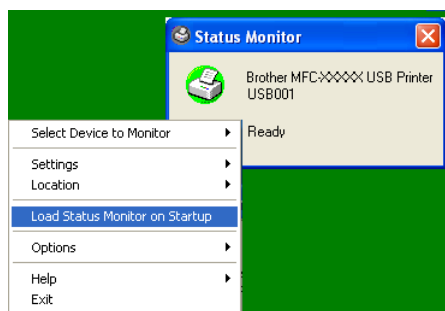 Status Monitor
Brother MFC-XXXXX USB Printer
USB001
Ready
Select Device to Monitor
Settings
Location
Load Status Monitor on Startup
Options
Help
Exit